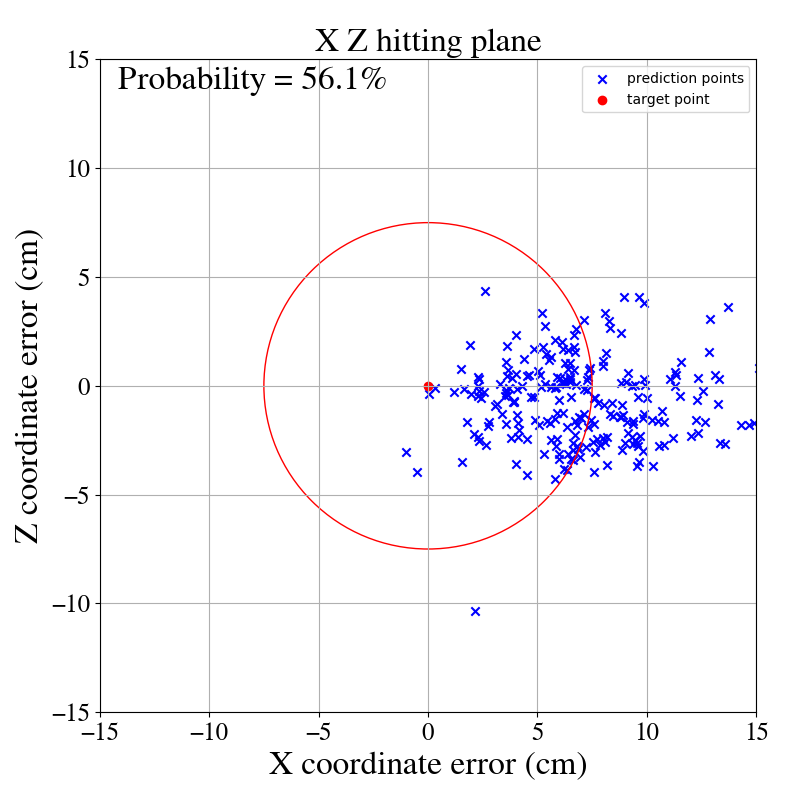 X Z hitting plane
Probability = 56.1%
prediction points
target point
15
10
5
0
−5
−10
−15
Z coordinate error (cm)
−15 −10 −5 0 5 10 15
X coordinate error (cm)